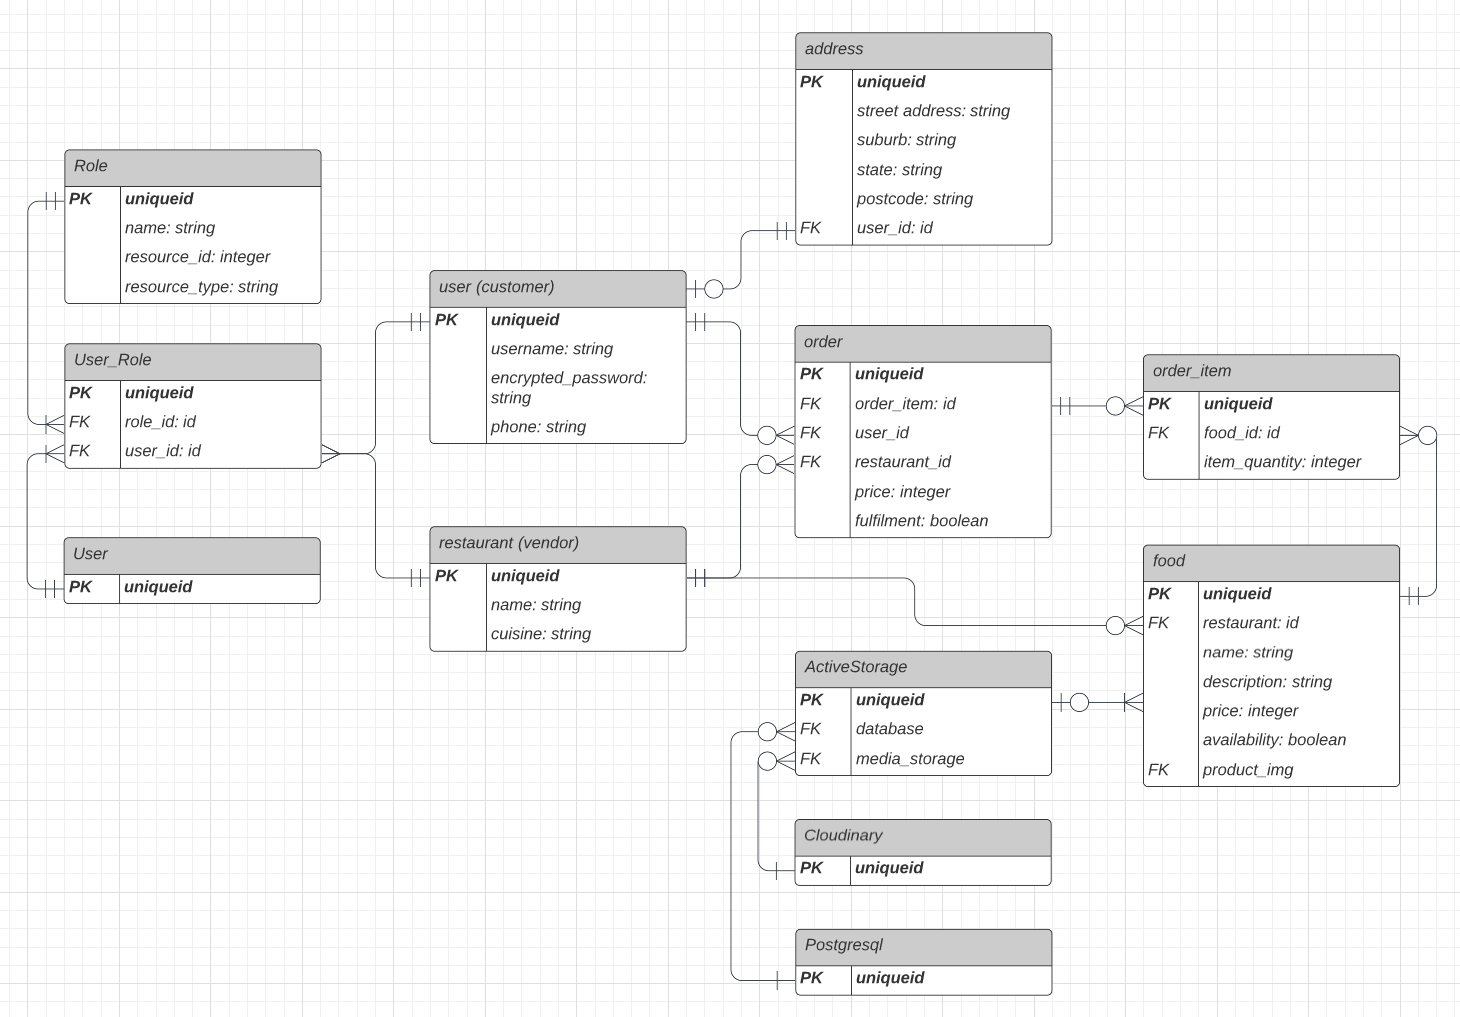 address
PK uniqueid
street address: string
suburb: string
state: string
postcode: string
FK user_id: id
Role
PK uniqueid
name: string
resource_id: integer
resource_type: string
User_Role
PK uniqueid
FK role_id: id
FK user_id: id
User
PK uniqueid
user (customer)
PK uniqueid
username: string
encrypted_password:
string
phone: string
restaurant (vendor)
PK uniqueid
name: string
cuisine: string
order
PK uniqueid
FK order_item: id
FK user_id
FK restaurant_id
price: integer
fulfilment: boolean
order_item
PK uniqueid
FK food_id: id
item_quantity: integer
food
PK uniqueid
FK restaurant: id
name: string
description: string
price: integer
availability: boolean
FK product_img
ActiveStorage
PK uniqueid
FK database
FK media_storage
Cloudinary
PK uniqueid
Postgresql
PK uniqueid